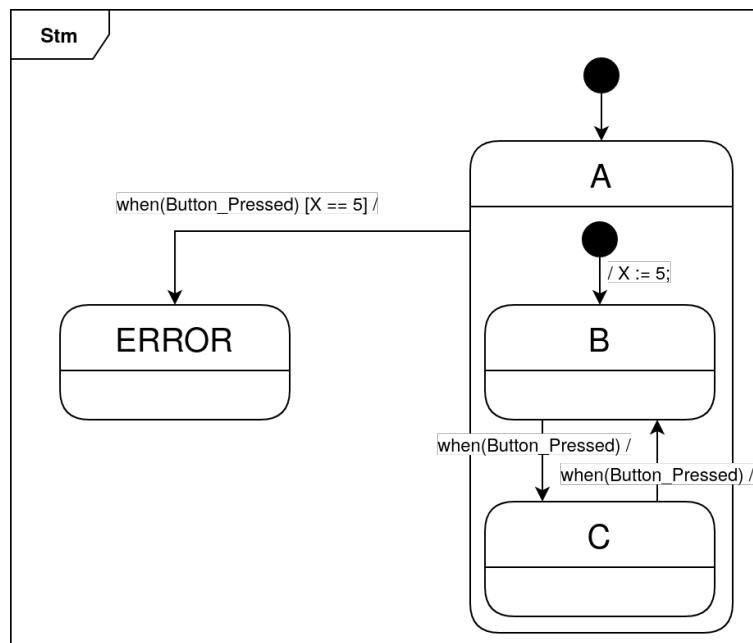 Stm
A
when(Button_Pressed) [X == 5] /
/ X := 5;
ERROR
B
when(Button_Pressed) /
when(Button_Pressed) /
C